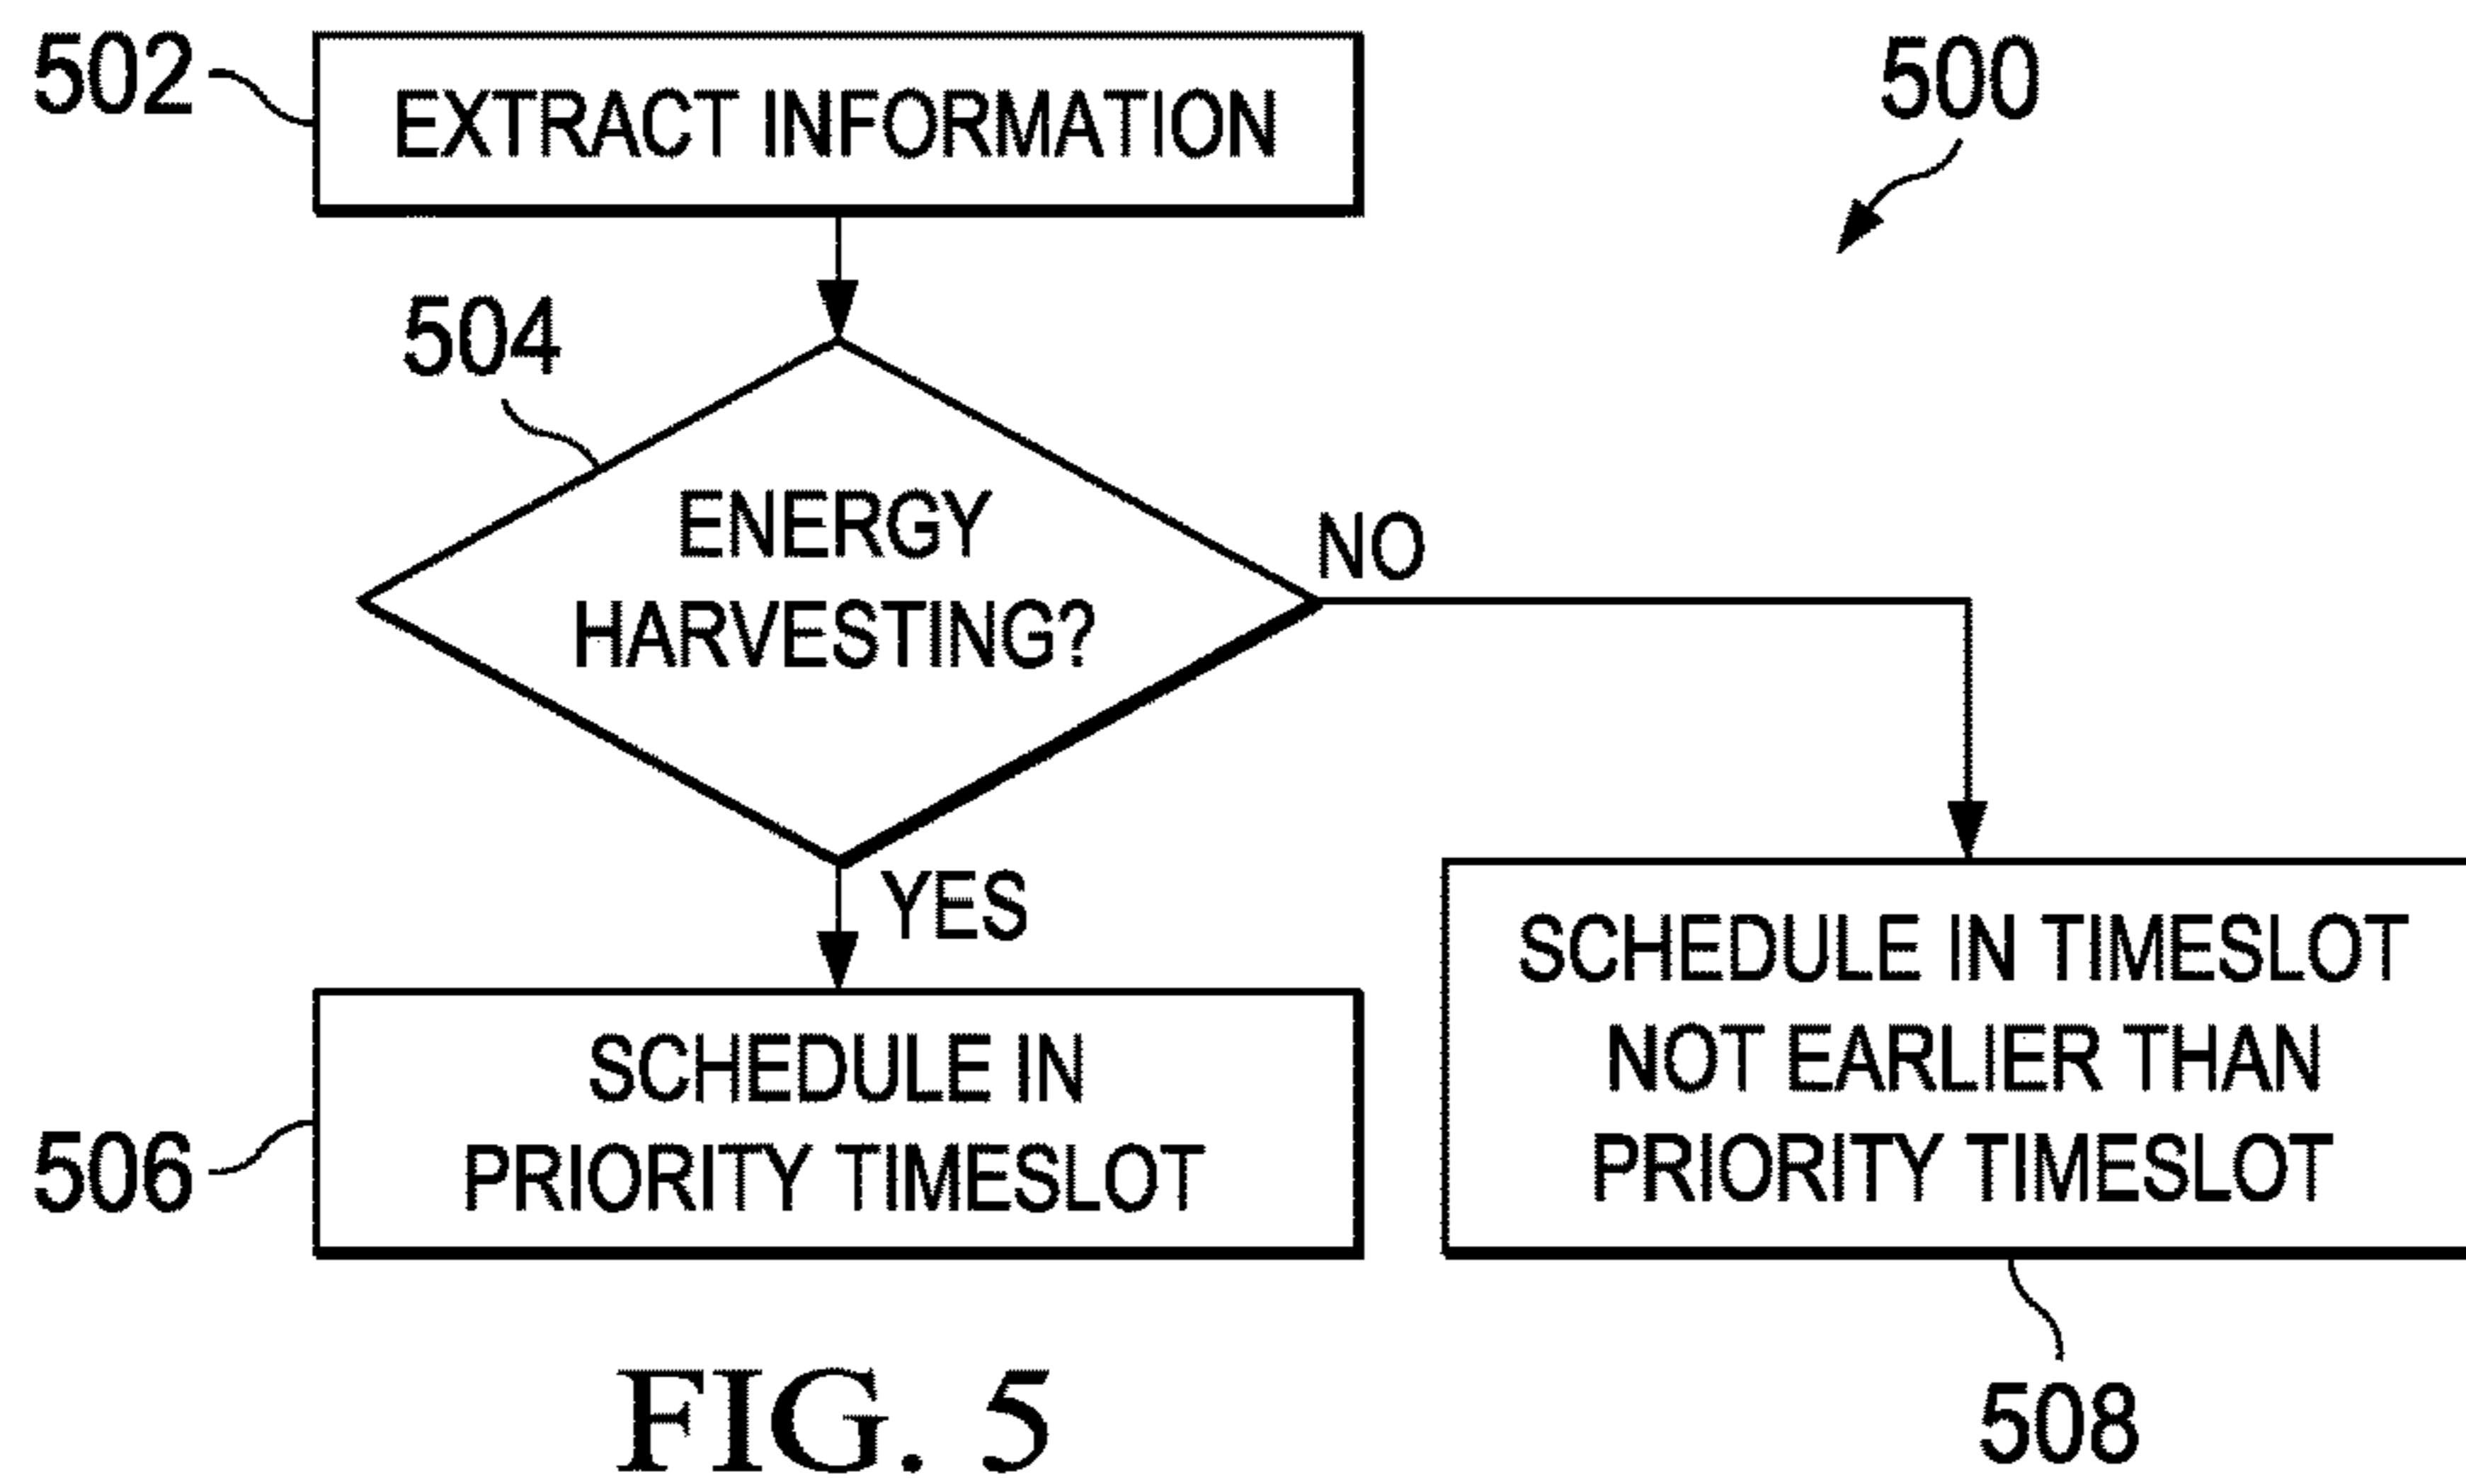 502
EXTRACT INFORMATION
500
504
ENERGY
HARVESTING?
NO
YES
SCHEDULE IN
PRIORITY TIMESLOT
506
SCHEDULE IN TIMESLOT
NOT EARLIER THAN
PRIORITY TIMESLOT
508
FIG. 5